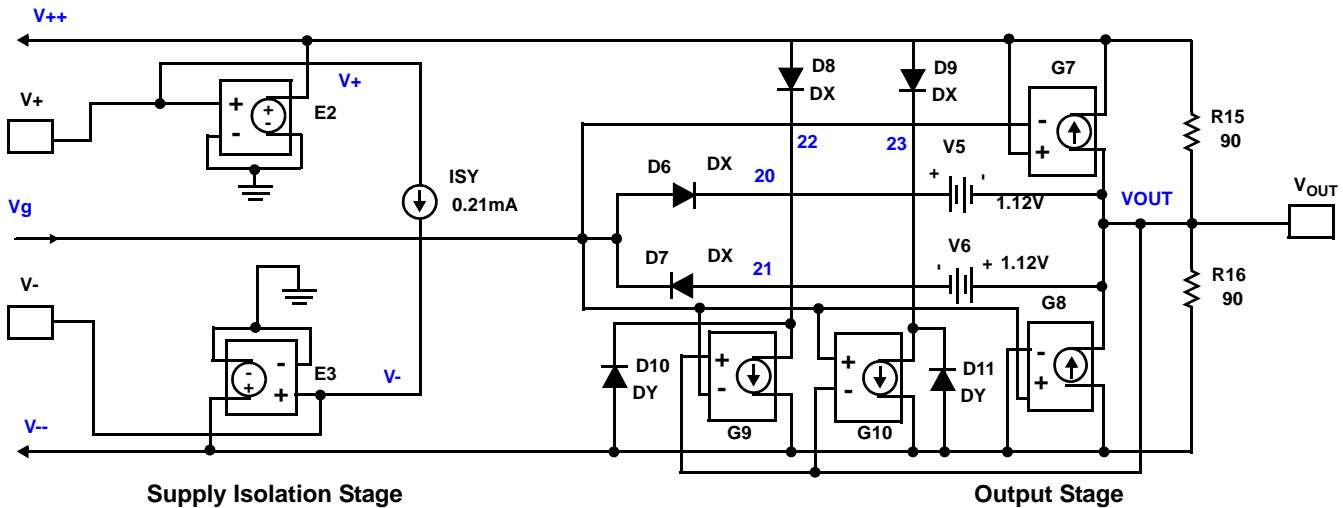 V++
V+
V+
+
-
+
-
E2
ISY
0.21mA
Vg
V-
-
+
-
+
E3
V-
V--
D8
DX
D9
DX
G7
-
+
R15
90
22
23
V5
D6
DX
20
+
-
1.12V
VOUT
VOUT
D7
DX
21
V6
-
+ 1.12V
G8
R16
90
D10
DY
+
-
G9
+
-
G10
D11
DY
-
+
Supply Isolation Stage
Output Stage